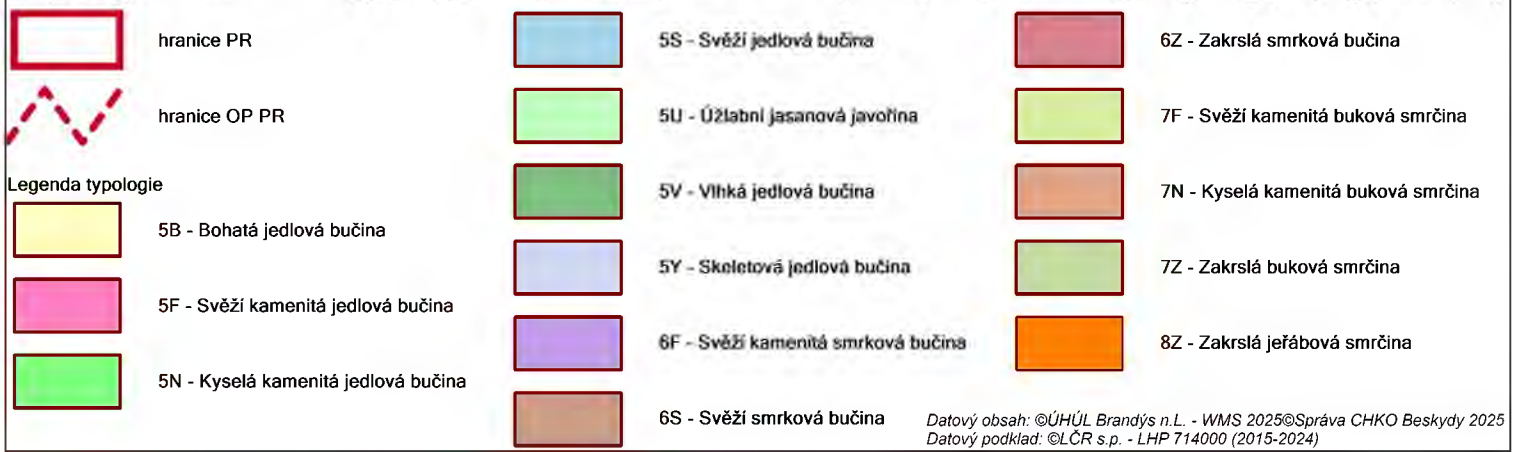 hranice PR
hranice OP PR
Legenda typologie
5B - Bohatá jedlová bučina
5F - Svěží kamenitá jedlová bučina
5N - Kyselá kamenitá jedlová bučina
5S - Svěží jedlová bučina
5U - Úžlabní jasanová javořina
5V - Vlhká jedlová bučina
5Y - Skeletová jedlová bučina
6F - Svěží kamenitá smrková bučina
6S - Svěží smrková bučina
6Z - Zakrslá smrková bučina
7F - Svěží kamenitá buková smrčina
7N - Kyselá kamenitá buková smrčina
7Z - Zakrslá buková smrčina
8Z - Zakrslá jeřábová smrčina
Datový obsah: ©ÚHÚL Brandýs n.L. - WMS 2025©Správa CHKO Beskydy 2025
Datový podklad: ©LČR s.p. - LHP 714000 (2015-2024)